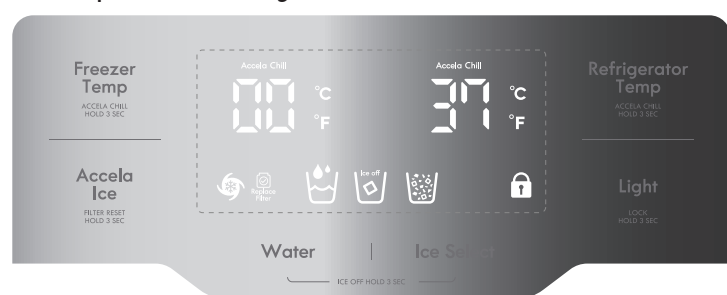 Freezer
Temp
ACCELA CHILL
HOLD 3 SEC
Accela
Ice
FILTER RESET
HOLD 3 SEC
Accela Chill
00 °C
°F
Accela Chill
37 °C
°F
Replace
Filter
Ice off
Refrigerator
Temp
ACCELA CHILL
HOLD 3 SEC
Light
LOCK
HOLD 3 SEC
Water | Ice Select
ICE OFF HOLD 3 SEC